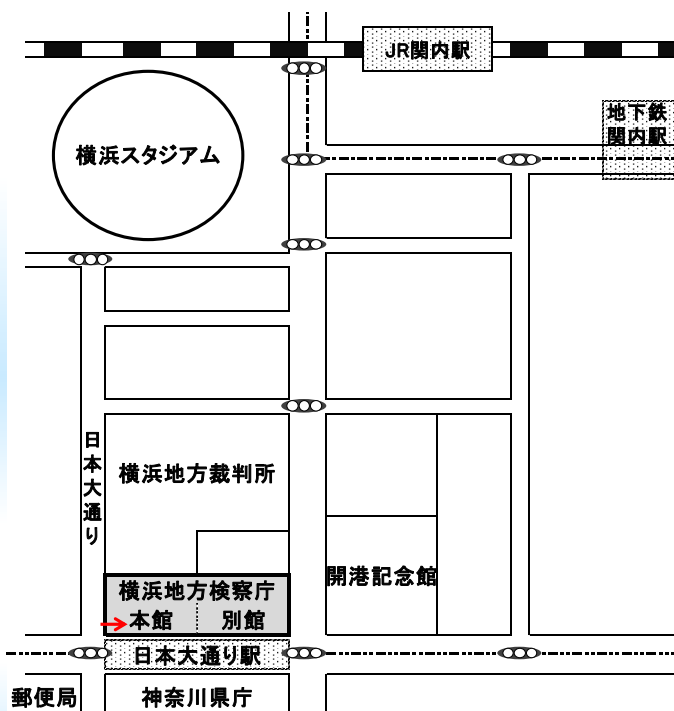 JR関内駅
地下鉄
関内駅
横浜スタジアム
日本大通り
横浜地方裁判所
開港記念館
横浜地方検察庁
本館
別館
日本大通り駅
郵便局
神奈川県庁